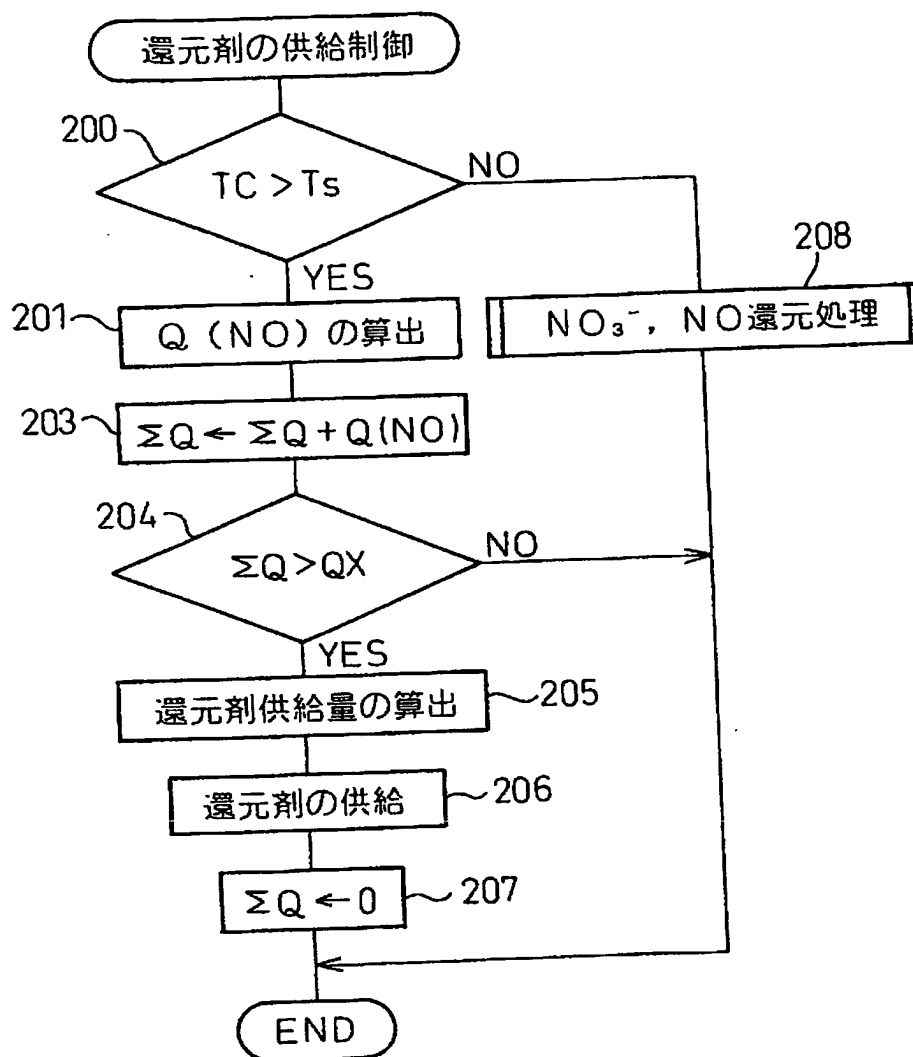 還元剤の供給制御
200
TC>Ts
NO
YES
208
201
Q(NO)の算出
NO₃⁻, NO還元処理
203
ΣQ←ΣQ+Q(NO)
204
ΣQ>QX
NO
YES
還元剤供給量の算出
205
還元剤の供給
206
ΣQ←0
207
END